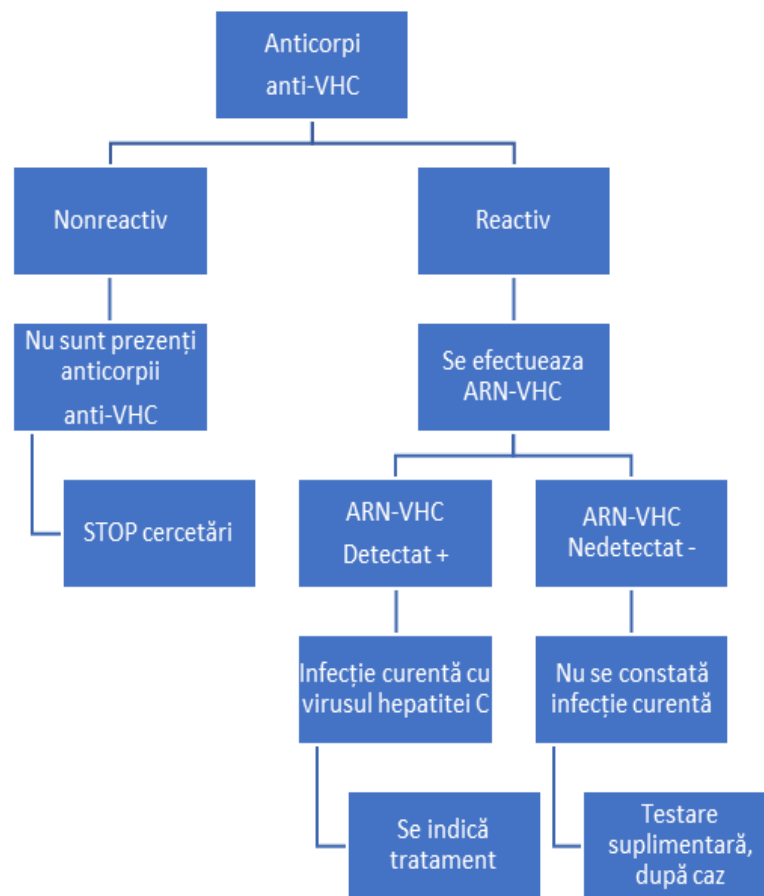 Anticorpi
anti-VHC
Nonreactiv
Reactiv
Nu sunt prezenți
anticorpii
anti-VHC
Se efectueaza
ARN-VHC
STOP cercetări
ARN-VHC
Detectat +
ARN-VHC
Nedetectat -
Infecție curentă cu
virusul hepatitei C
Nu se constată
infecție curentă
Se indică
tratament
Testare
suplimentară,
după caz